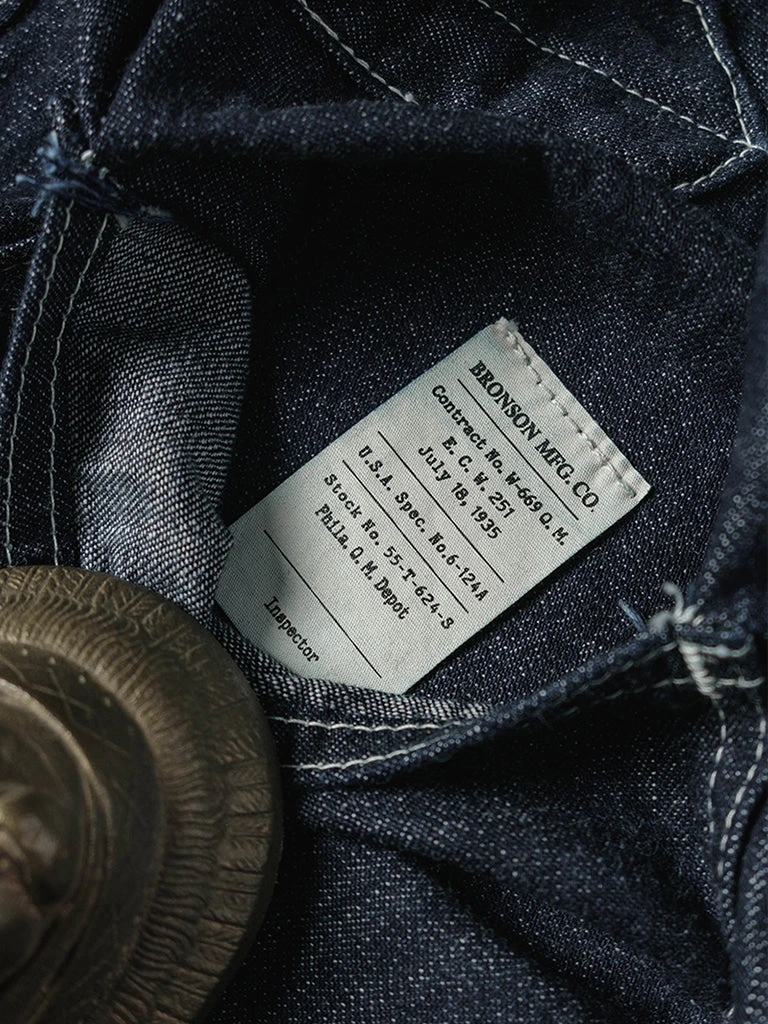 BRONSON MFG. CO.
Contract No. W-669 Q. M.
E. C. W. 251
July 18, 1935
U.S.A. Spec. No.6-124A
Stock No. 55-T-624-S
Phila. Q. M. Depot
Inspector